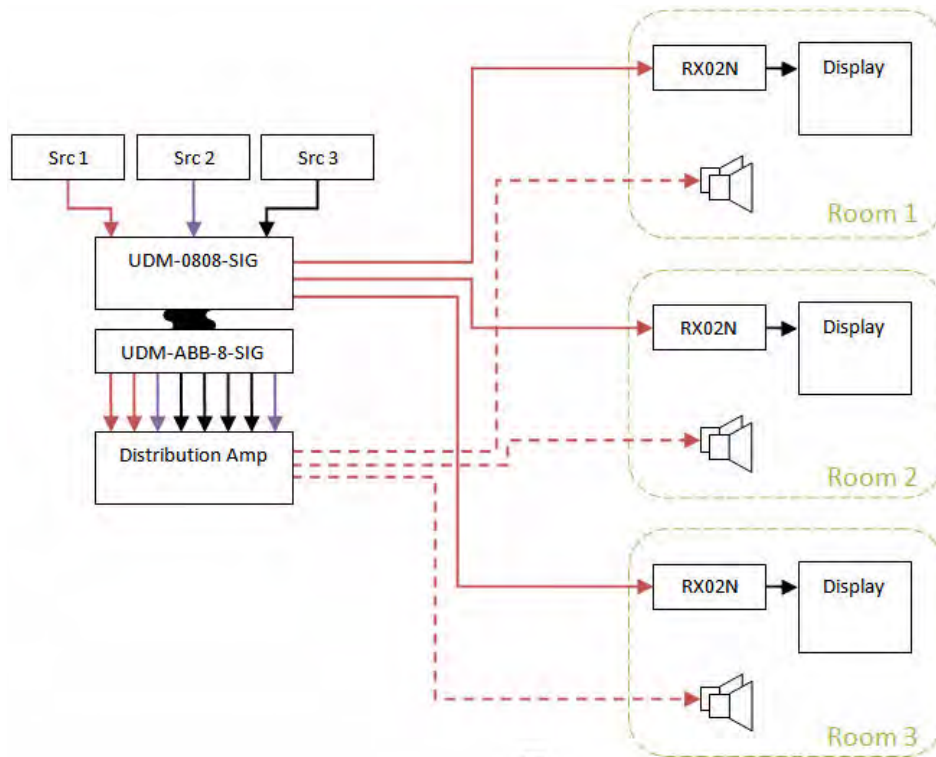 Src 1
Src 2
Src 3
UDM-0808-SIG
UDM-ABB-8-SIG
Distribution Amp
RX02N
Display
Room 1
RX02N
Display
Room 2
RX02N
Display
Room 3